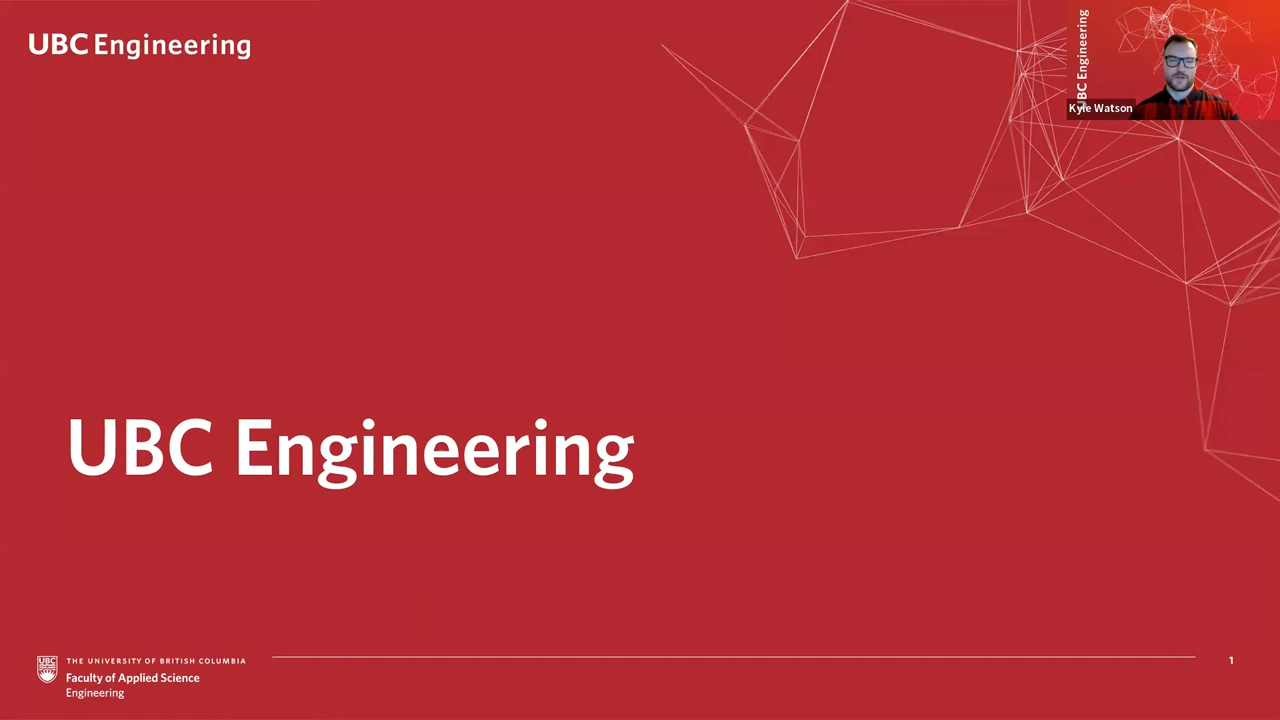 UBC Engineering
UBC Engineering
Kyle Watson
UBC Engineering
UBC
THE UNIVERSITY OF BRITISH COLUMBIA
Faculty of Applied Science
Engineering
1